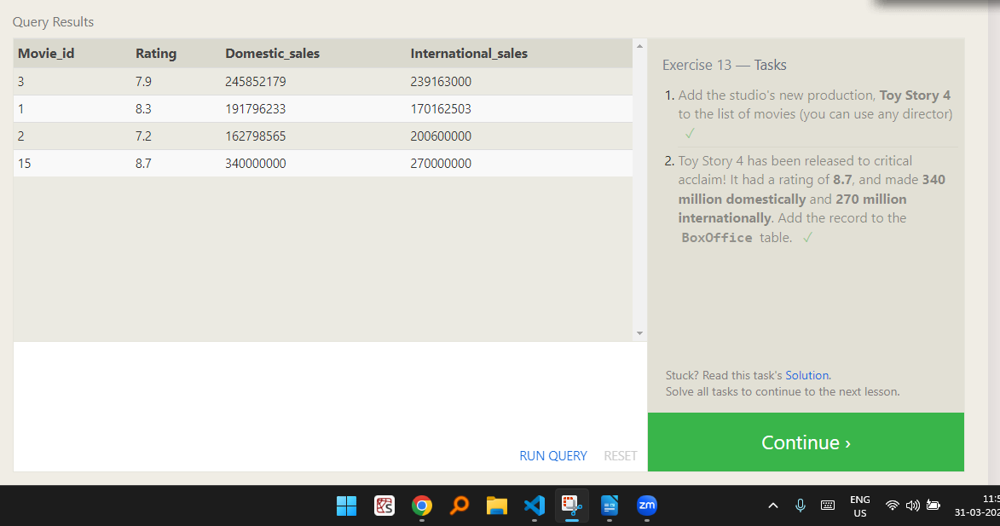 Query Results
Movie_id Rating Domestic_sales International_sales
3 7.9 245852179 239163000
1 8.3 191796233 170162503
2 7.2 162798565 200600000
15 8.7 340000000 270000000
Exercise 13 — Tasks
1. Add the studio's new production, Toy Story 4
to the list of movies (you can use any director)
✓
2. Toy Story 4 has been released to critical
acclaim! It had a rating of 8.7, and made 340
million domestically and 270 million
internationally. Add the record to the
BoxOffice table. ✓
Stuck? Read this task's Solution.
Solve all tasks to continue to the next lesson.
RUN QUERY RESET
Continue ›
zm
ENG
US
11:5
31-03-202